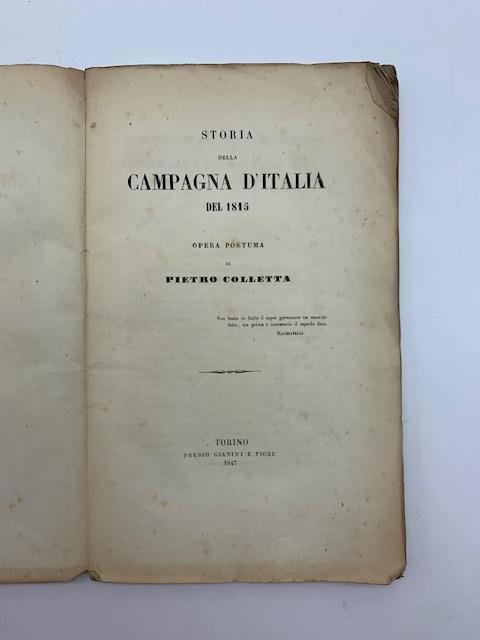 STORIA
DELLA
CAMPAGNA D'ITALIA
DEL 1815
OPERA POSTUMA
DI
PIETRO COLLETTA
Non basta in Italia il saper governare un esercito
fatto, ma prima è necessario il saperlo fare.
MACHIAVELLI.
TORINO
PRESSO GIANINI E FIORE
1847